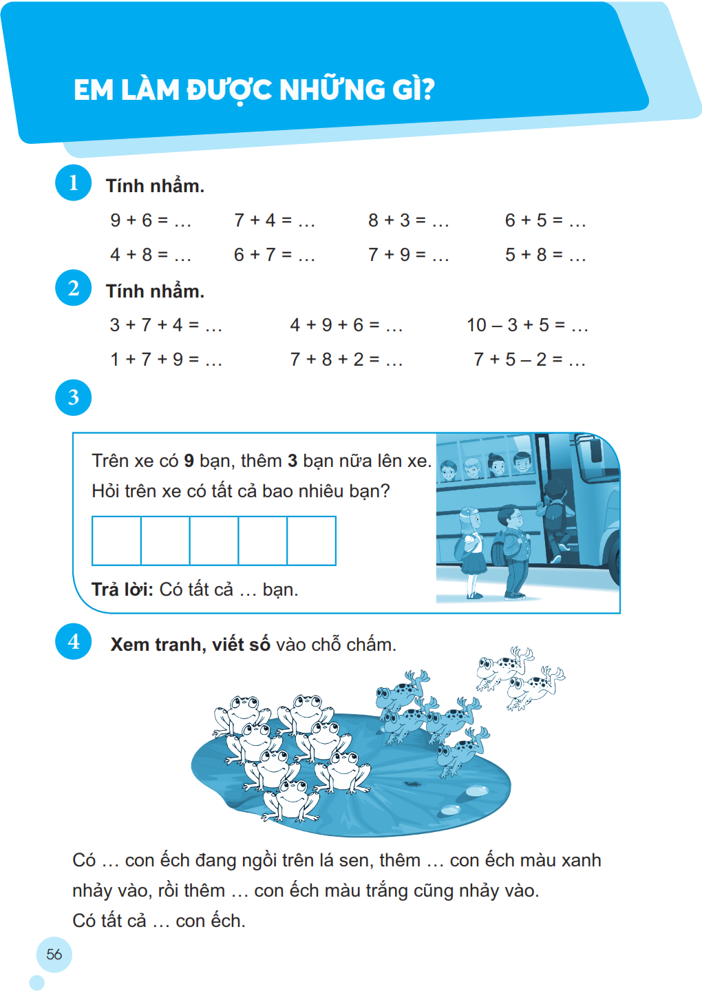 EM LÀM ĐƯỢC NHỮNG GÌ?
1 Tính nhẩm.
9 + 6 = … 7 + 4 = … 8 + 3 = … 6 + 5 = …
4 + 8 = … 6 + 7 = … 7 + 9 = … 5 + 8 = …
2 Tính nhẩm.
3 + 7 + 4 = … 4 + 9 + 6 = … 10 – 3 + 5 = …
1 + 7 + 9 = … 7 + 8 + 2 = … 7 + 5 – 2 = …
3
Trên xe có 9 bạn, thêm 3 bạn nữa lên xe.
Hỏi trên xe có tất cả bao nhiêu bạn?
Trả lời: Có tất cả … bạn.
4 Xem tranh, viết số vào chỗ chấm.
Có … con ếch đang ngồi trên lá sen, thêm … con ếch màu xanh
nhảy vào, rồi thêm … con ếch màu trắng cũng nhảy vào.
Có tất cả … con ếch.
56